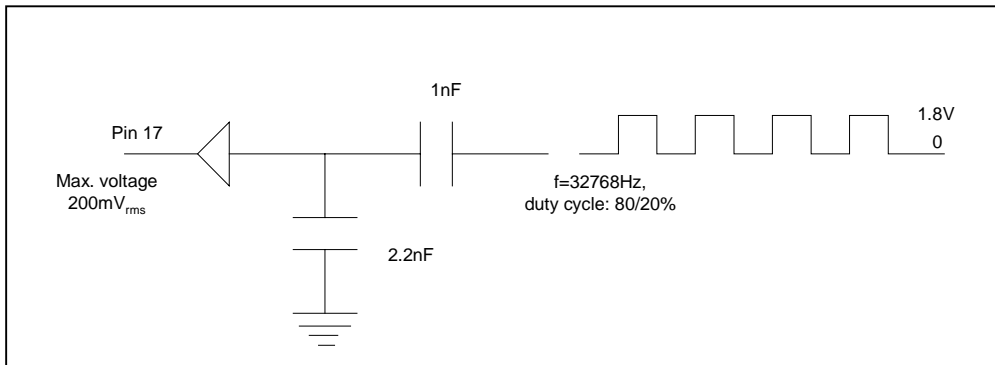 1nF
1.8V
Pin 17
0
Max. voltage
200mVrms
f=32768Hz,
duty cycle: 80/20%
2.2nF